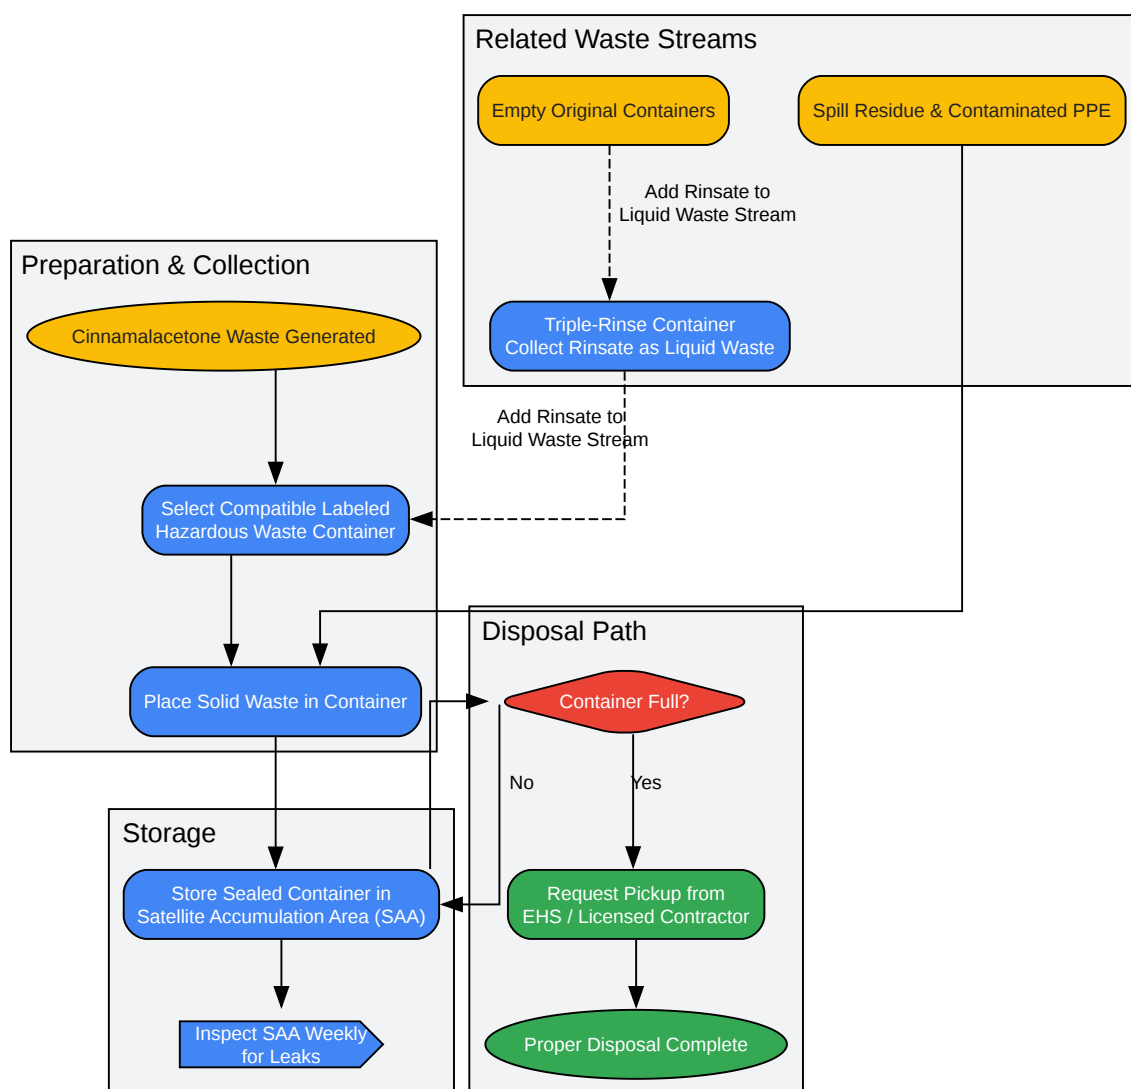 Related Waste Streams
Empty Original Containers
Spill Residue & Contaminated PPE
Add Rinsate to
Liquid Waste Stream
Triple-Rinse Container
Collect Rinsate as Liquid Waste
Add Rinsate to
Liquid Waste Stream
Preparation & Collection
Cinnamalacetone Waste Generated
Select Compatible Labeled
Hazardous Waste Container
Place Solid Waste in Container
Disposal Path
Container Full?
No
Yes
Request Pickup from
EHS / Licensed Contractor
Proper Disposal Complete
Storage
Store Sealed Container in
Satellite Accumulation Area (SAA)
Inspect SAA Weekly
for Leaks